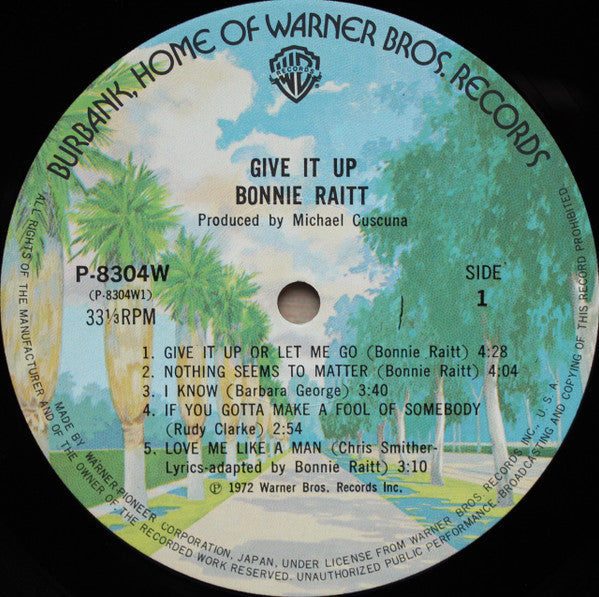 BURBANK, HOME OF WARNER BROS. RECORDS
W B
RECORDS
GIVE IT UP
BONNIE RAITT
Produced by Michael Cuscuna
P-8304W
(P-8304W1)
33⅓RPM
SIDE
1
1. GIVE IT UP OR LET ME GO (Bonnie Raitt) 4:28
2. NOTHING SEEMS TO MATTER (Bonnie Raitt) 4:04
3. I KNOW (Barbara George) 3:40
4. IF YOU GOTTA MAKE A FOOL OF SOMEBODY
(Rudy Clarke) 2:54
5. LOVE ME LIKE A MAN (Chris Smither-
Lyrics-adapted by Bonnie Raitt) 3:10
℗ 1972 Warner Bros. Records Inc.
MADE BY WARNER-PIONEER CORPORATION, JAPAN, UNDER LICENSE FROM WARNER BROS. RECORDS INC., U.S.A.
ALL RIGHTS OF THE MANUFACTURER AND OF THE OWNER OF THE RECORDED WORK RESERVED. UNAUTHORIZED PUBLIC PERFORMANCE, BROADCASTING AND COPYING OF THIS RECORD PROHIBITED